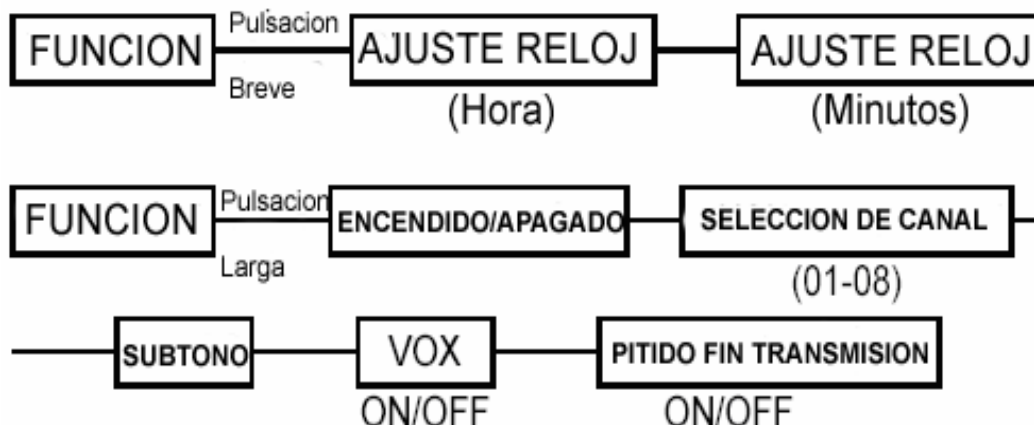 Pulsacion
FUNCION AJUSTE RELOJ AJUSTE RELOJ
Breve
(Hora) (Minutos)
Pulsacion
FUNCION ENCENDIDO/APAGADO SELECCION DE CANAL
Larga
(01-08)
SUBTONO VOX PITIDO FIN TRANSMISION
ON/OFF ON/OFF